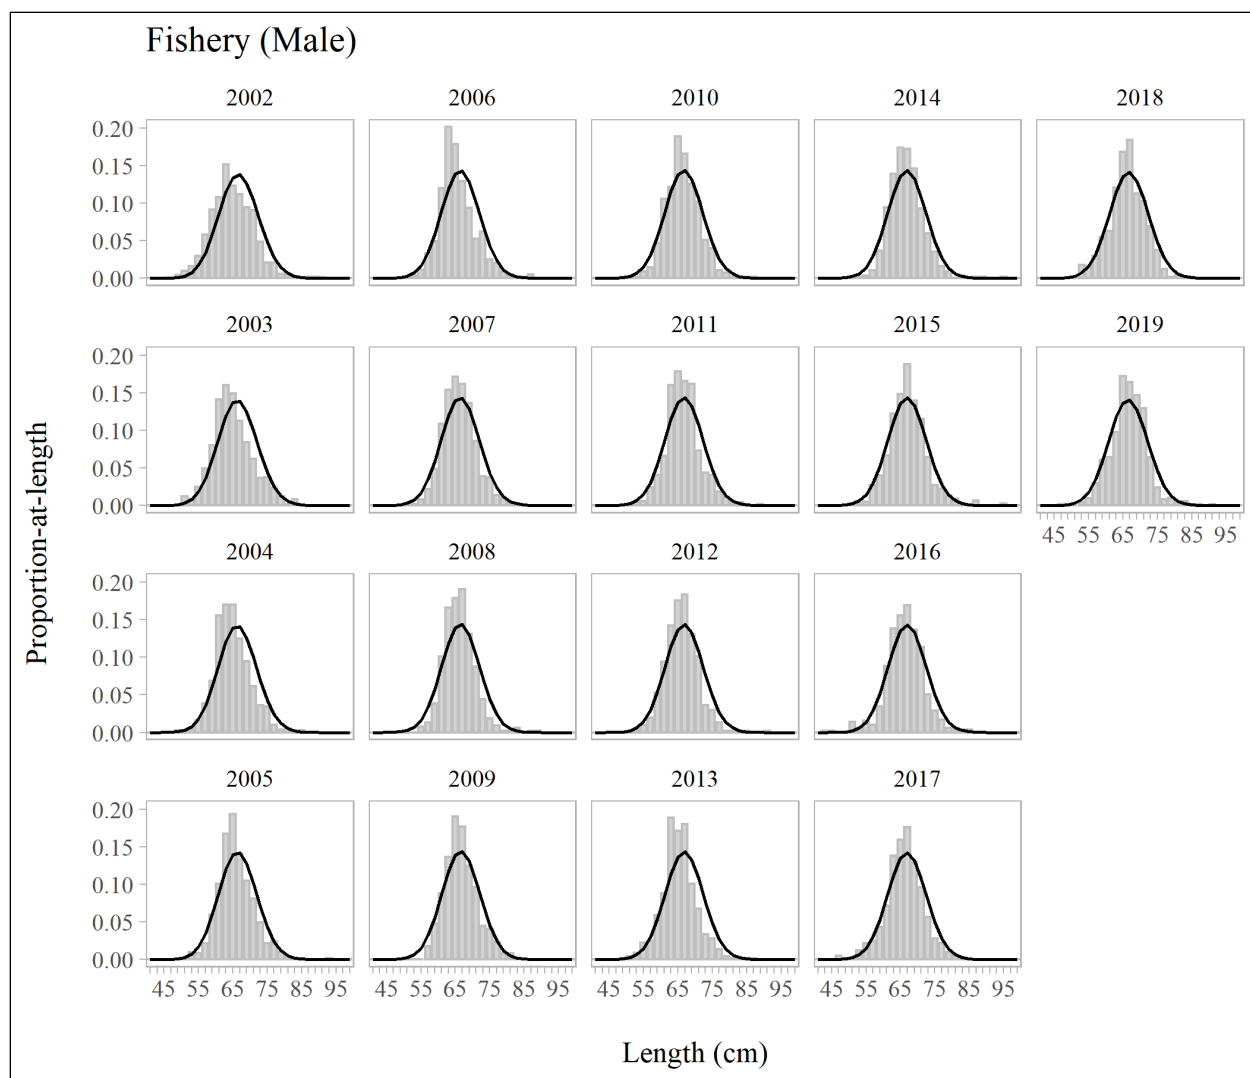 Fishery (Male)
2002 2006 2010 2014 2018
0.20
0.15
0.10
0.05
0.00
2003 2007 2011 2015 2019
0.20
0.15
0.10
0.05
0.00
45 55 65 75 85 95
2004 2008 2012 2016
0.20
0.15
0.10
0.05
0.00
2005 2009 2013 2017
0.20
0.15
0.10
0.05
0.00
45 55 65 75 85 95 45 55 65 75 85 95 45 55 65 75 85 95 45 55 65 75 85 95
Proportion-at-length
Length (cm)